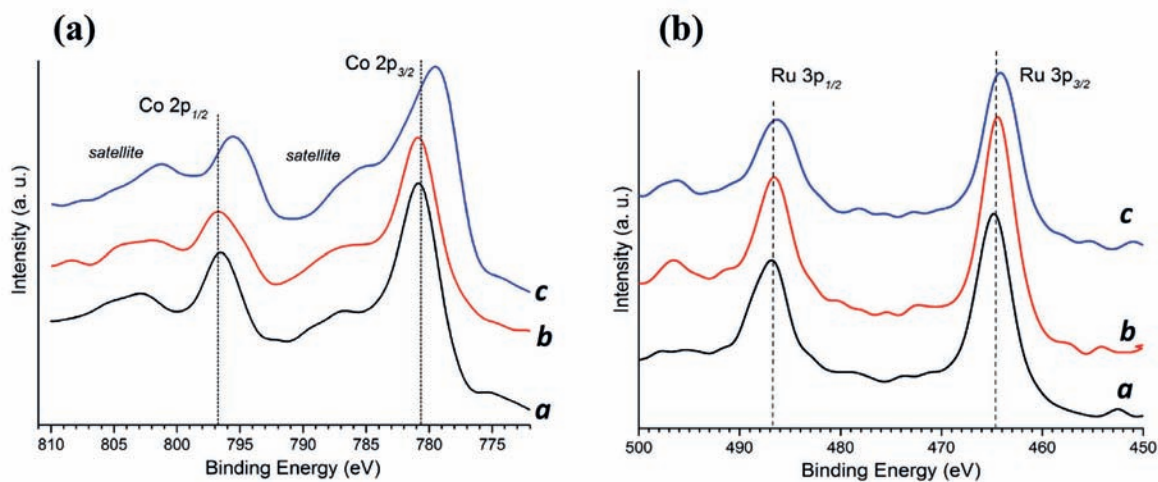 (a)
Co 2p3/2
Co 2p1/2
satellite
satellite
Intensity (a. u.)
c
b
a
810 805 800 795 790 785 780 775
Binding Energy (eV)
(b)
Ru 3p1/2
Ru 3p3/2
Intensity (a. u.)
c
b
a
500 490 480 470 460 450
Binding Energy (eV)